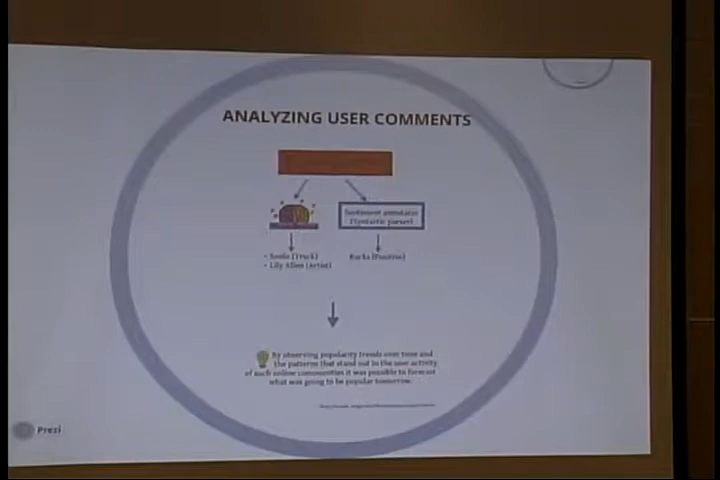 ANALYZING USER COMMENTS
Sentiment annotator
(Syntactic parser)
- Smile (Track)
- Lily Allen (Artist)
Rocks (Positive)
By observing popularity trends over time and
the patterns that stand out in the user activity
of such online communities it was possible to forecast
what was going to be popular tomorrow.
Prezi